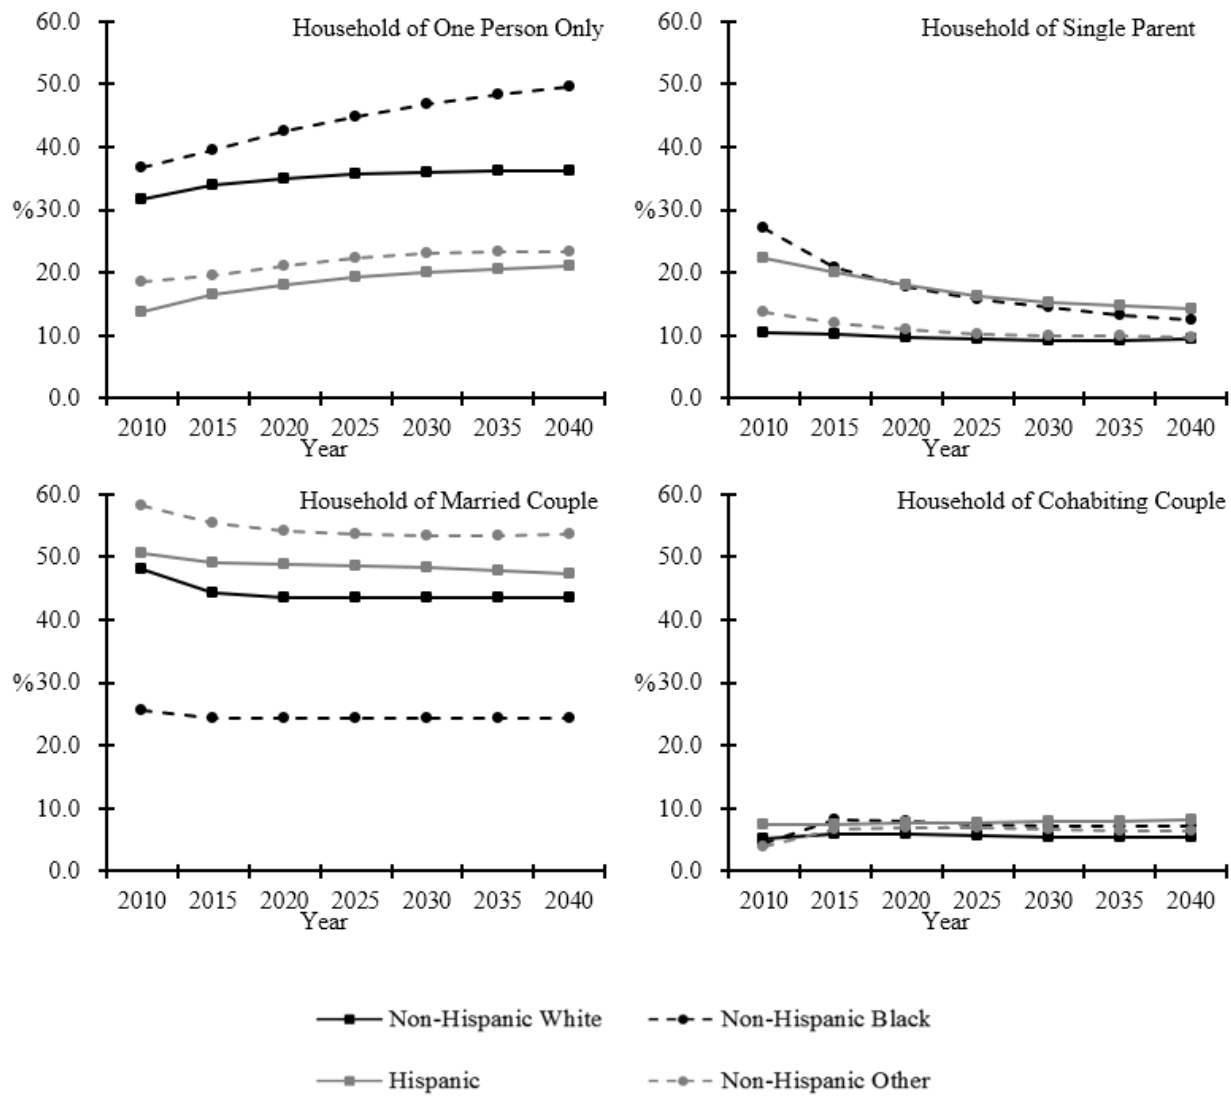 Household of One Person Only
60.0
50.0
40.0
%30.0
20.0
10.0
0.0
2010 2015 2020 2025 2030 2035 2040
Year
Household of Single Parent
60.0
50.0
40.0
%30.0
20.0
10.0
0.0
2010 2015 2020 2025 2030 2035 2040
Year
Household of Married Couple
60.0
50.0
40.0
%30.0
20.0
10.0
0.0
2010 2015 2020 2025 2030 2035 2040
Year
Household of Cohabiting Couple
60.0
50.0
40.0
%30.0
20.0
10.0
0.0
2010 2015 2020 2025 2030 2035 2040
Year
Non-Hispanic White
Non-Hispanic Black
Hispanic
Non-Hispanic Other